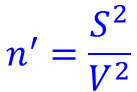 n′ = S²/V²